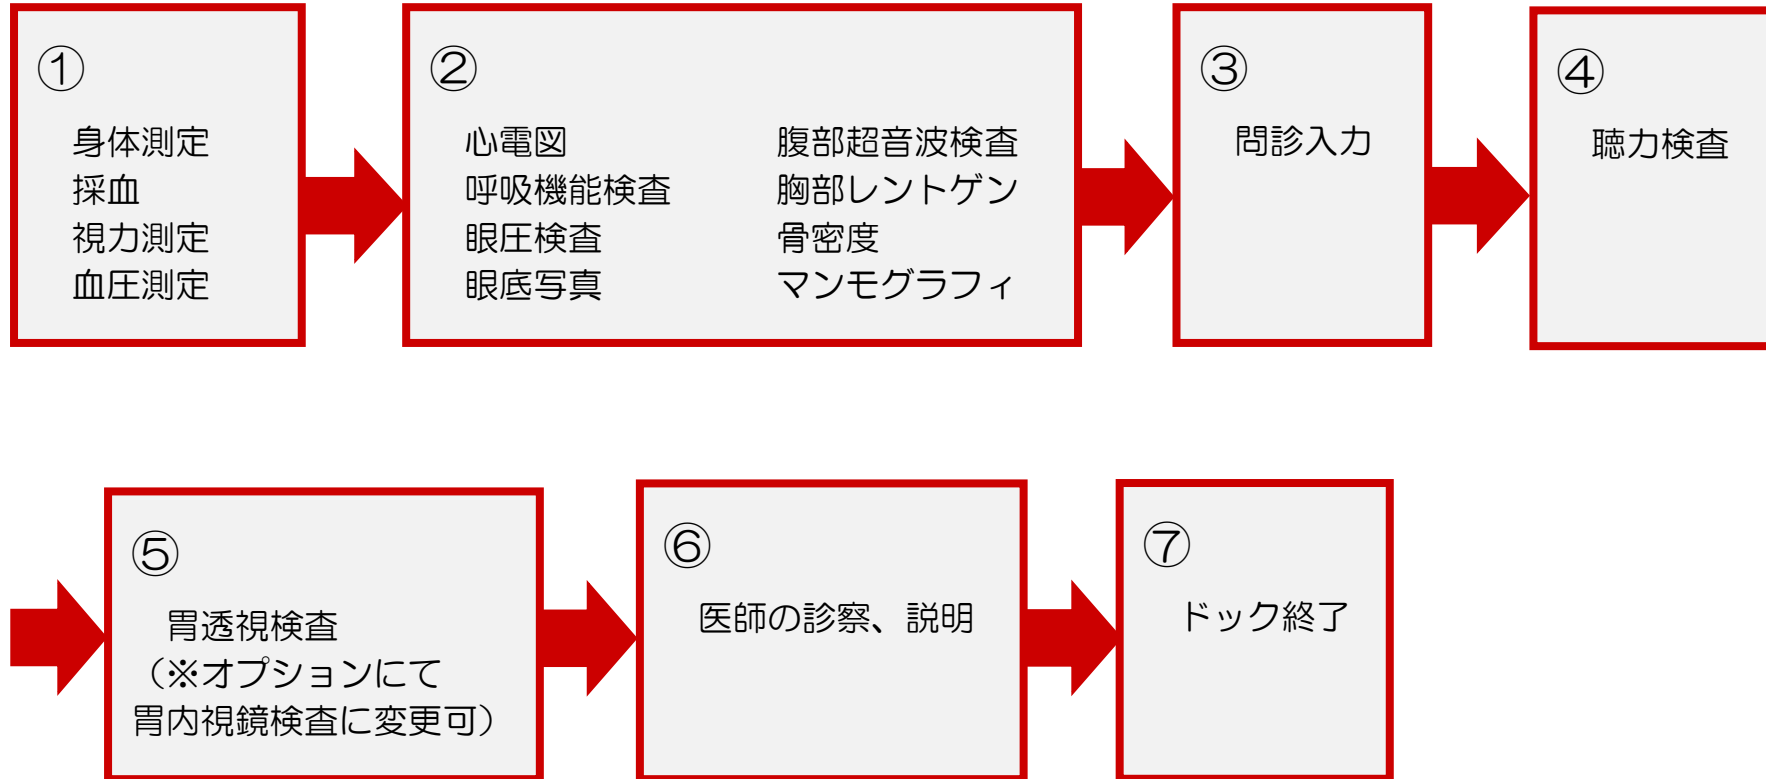 ①
身体測定
採血
視力測定
血圧測定
②
心電図
呼吸機能検査
眼圧検査
眼底写真
腹部超音波検査
胸部レントゲン
骨密度
マンモグラフィ
③
問診入力
④
聴力検査
⑤
胃透視検査
（※オプションにて
胃内視鏡検査に変更可）
⑥
医師の診察、説明
⑦
ドック終了